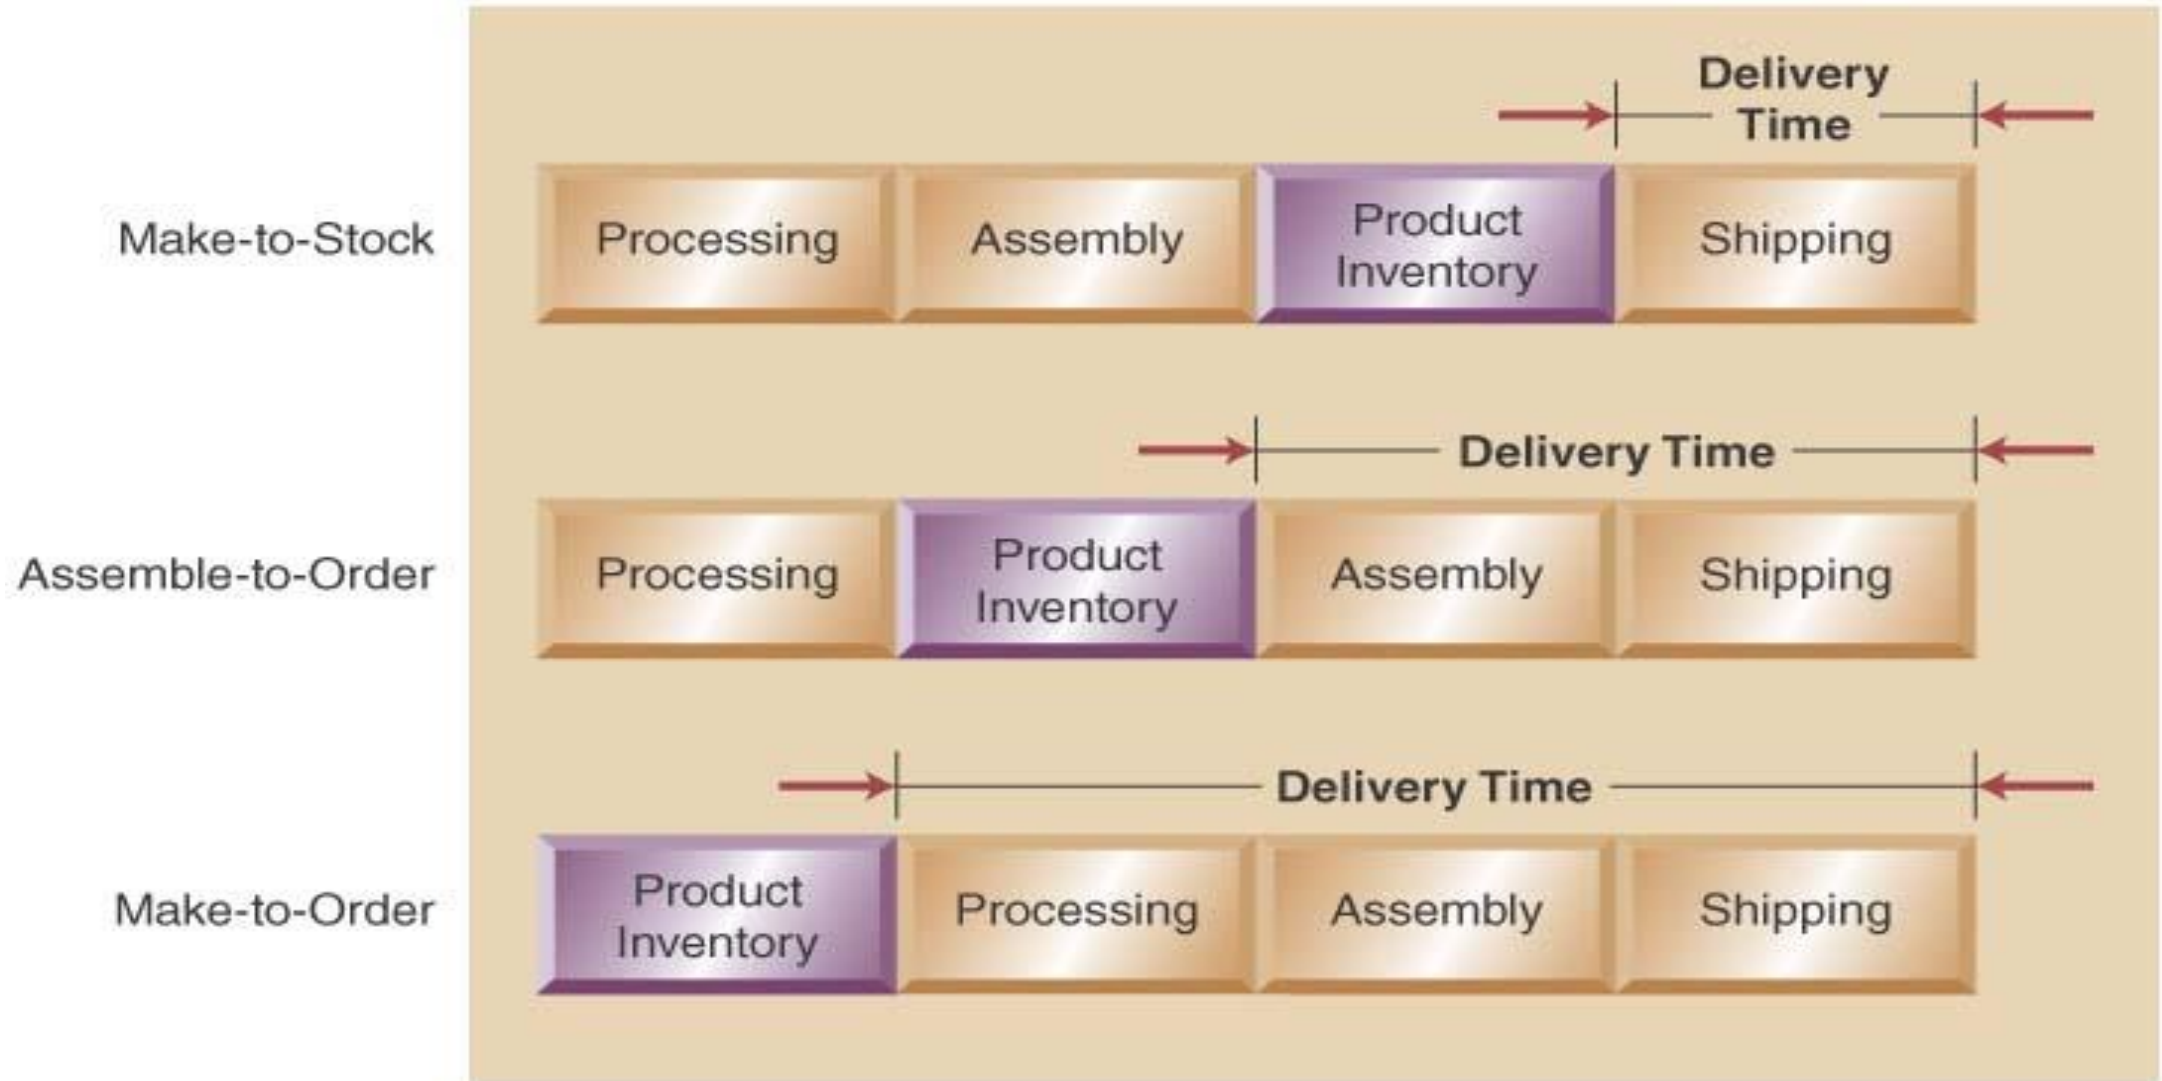 Delivery
Time
Make-to-Stock
Processing
Assembly
Product
Inventory
Shipping
Delivery Time
Assemble-to-Order
Processing
Product
Inventory
Assembly
Shipping
Delivery Time
Make-to-Order
Product
Inventory
Processing
Assembly
Shipping